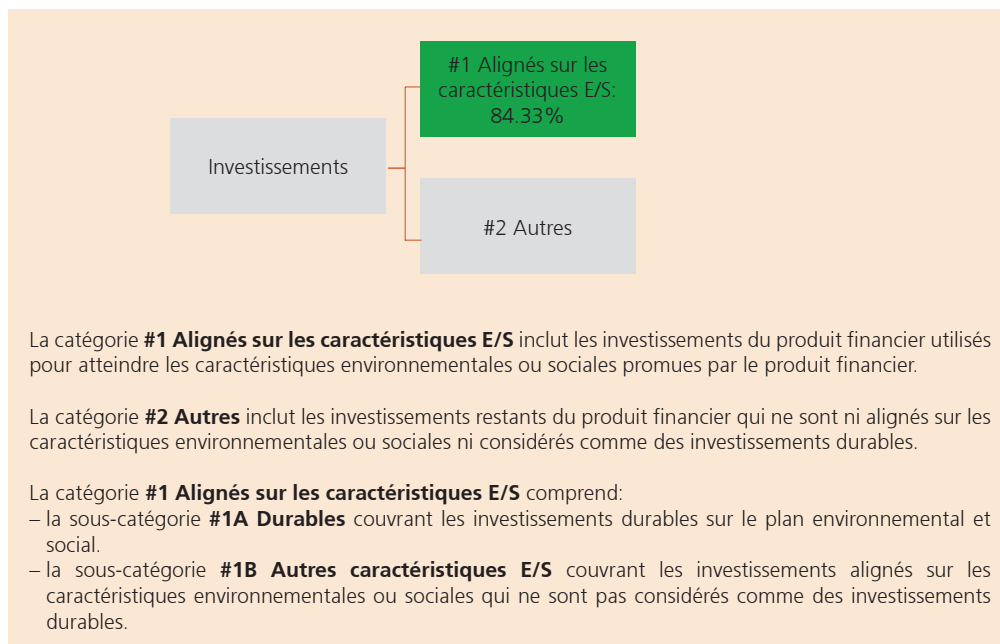 #1 Alignés sur les
caractéristiques E/S:
84.33%
Investissements
#2 Autres
La catégorie #1 Alignés sur les caractéristiques E/S inclut les investissements du produit financier utilisés
pour atteindre les caractéristiques environnementales ou sociales promues par le produit financier.
La catégorie #2 Autres inclut les investissements restants du produit financier qui ne sont ni alignés sur les
caractéristiques environnementales ou sociales ni considérés comme des investissements durables.
La catégorie #1 Alignés sur les caractéristiques E/S comprend:
– la sous-catégorie #1A Durables couvrant les investissements durables sur le plan environnemental et
social.
– la sous-catégorie #1B Autres caractéristiques E/S couvrant les investissements alignés sur les
caractéristiques environnementales ou sociales qui ne sont pas considérés comme des investissements
durables.